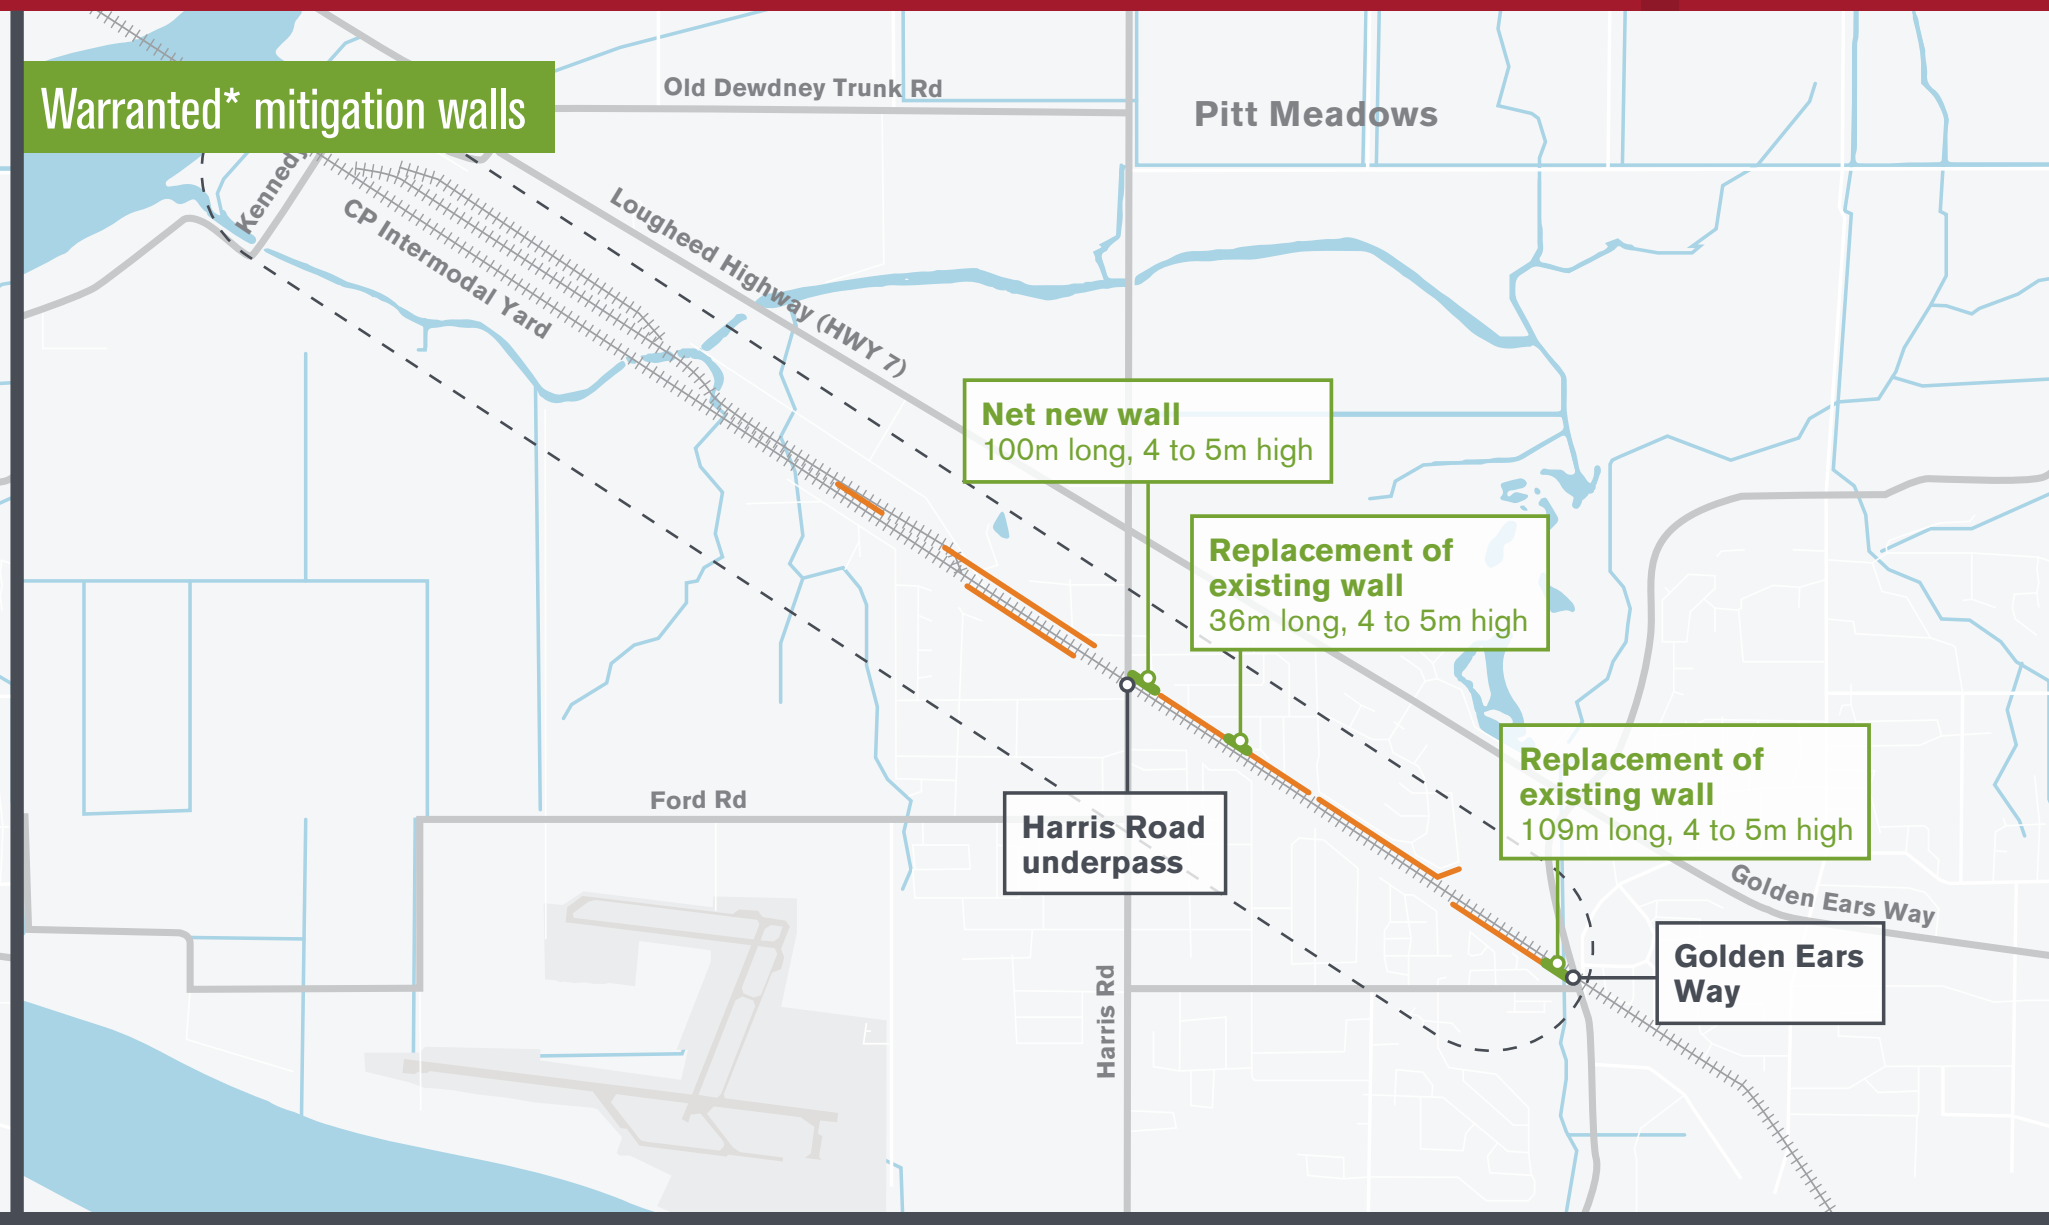 Warranted* mitigation walls
Old Dewdney Trunk Rd
Pitt Meadows
Kennedy
CP Intermodal Yard
Lougheed Highway (HWY 7)
Net new wall
100m long, 4 to 5m high
Replacement of
existing wall
36m long, 4 to 5m high
Replacement of
existing wall
109m long, 4 to 5m high
Ford Rd
Harris Road
underpass
Golden Ears Way
Golden Ears
Way
Harris Rd